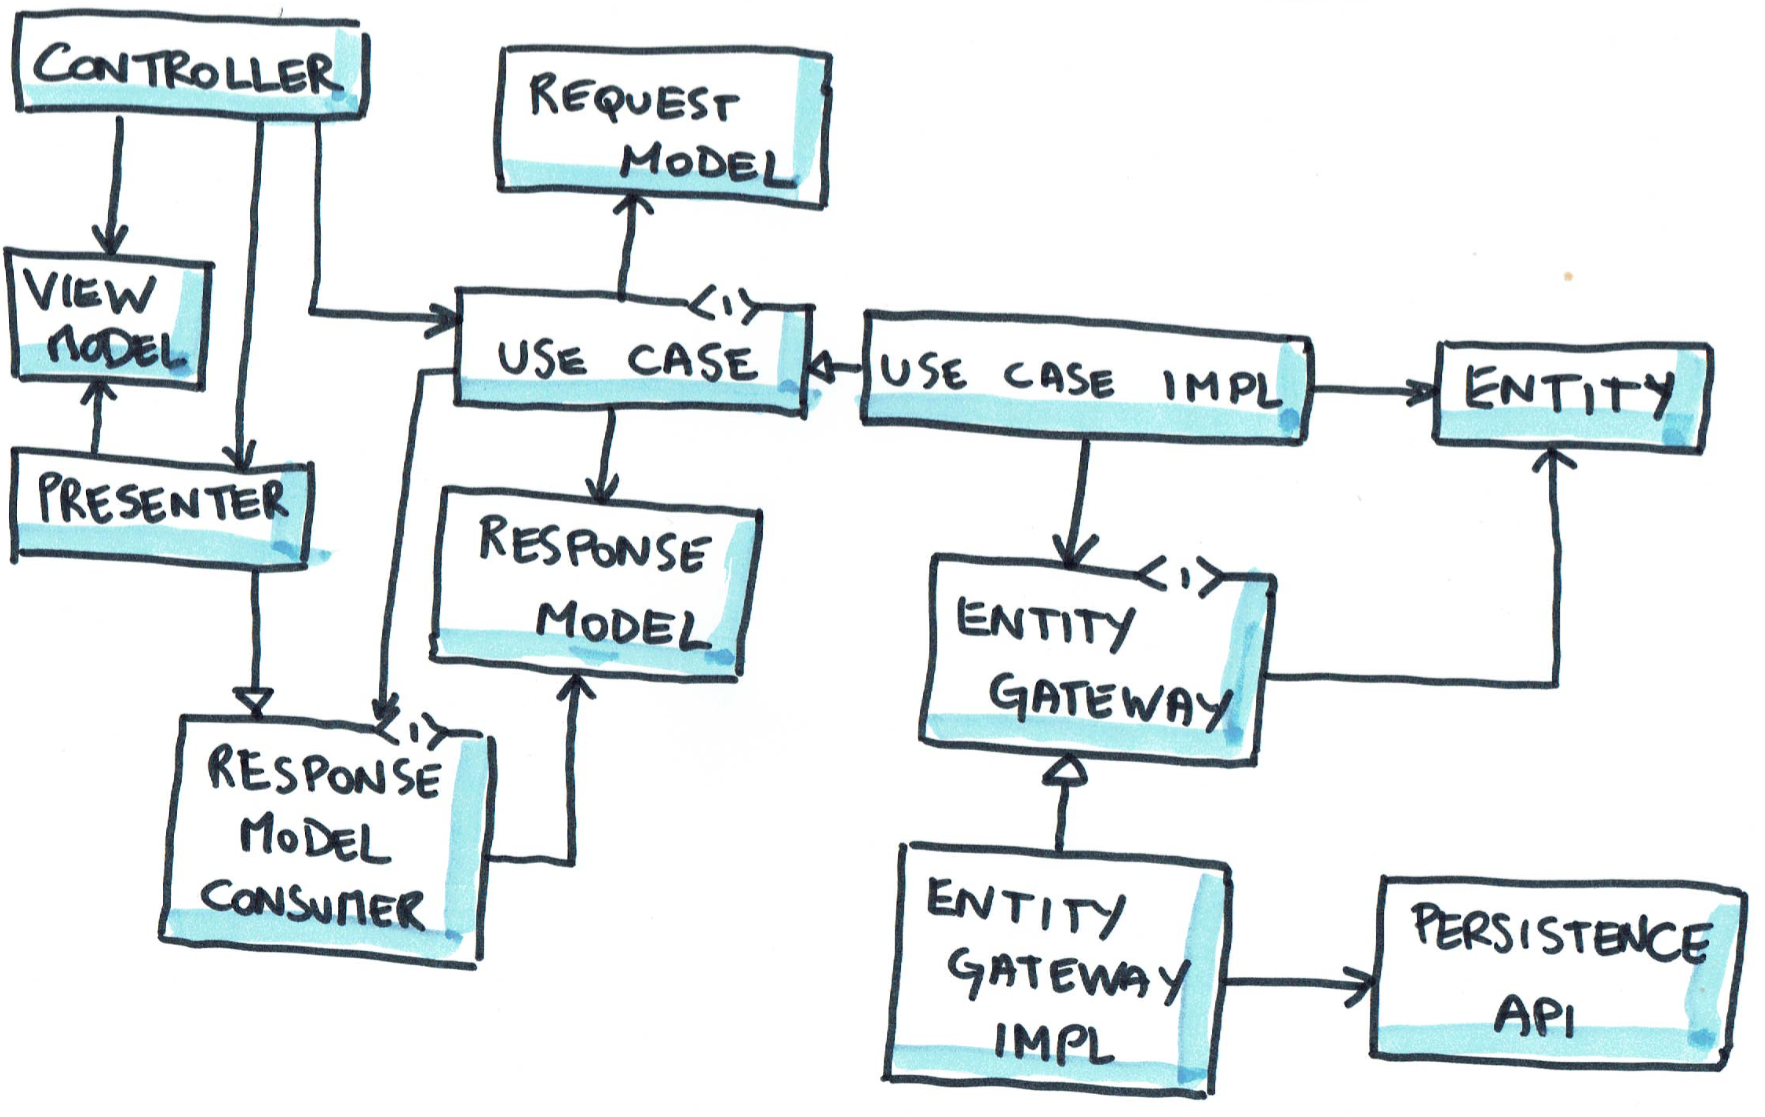 CONTROLLER
REQUEST
MODEL
VIEW
MODEL
<I>
USE CASE
USE CASE IMPL
ENTITY
PRESENTER
RESPONSE
MODEL
<I>
ENTITY
GATEWAY
<I>
RESPONSE
MODEL
CONSUMER
ENTITY
GATEWAY
IMPL
PERSISTENCE
API